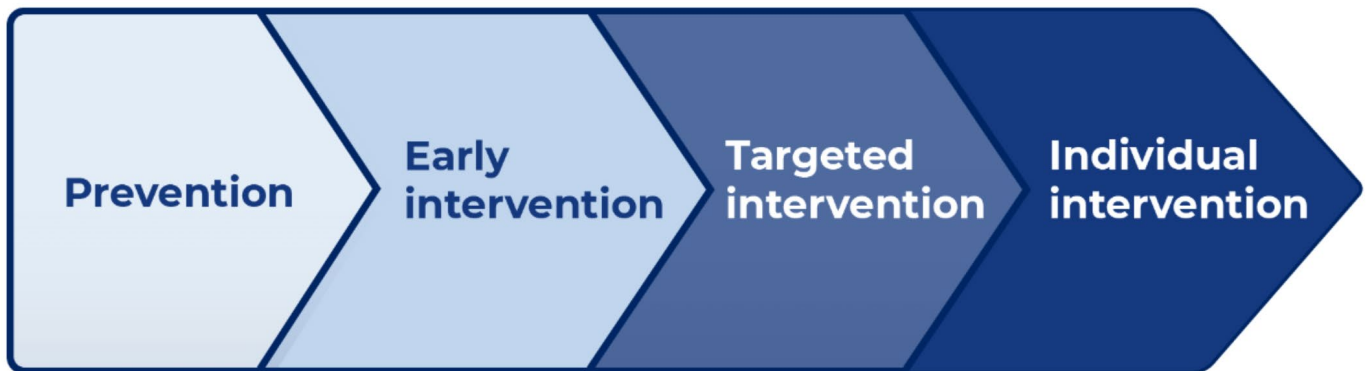 Prevention
Early
intervention
Targeted
intervention
Individual
intervention